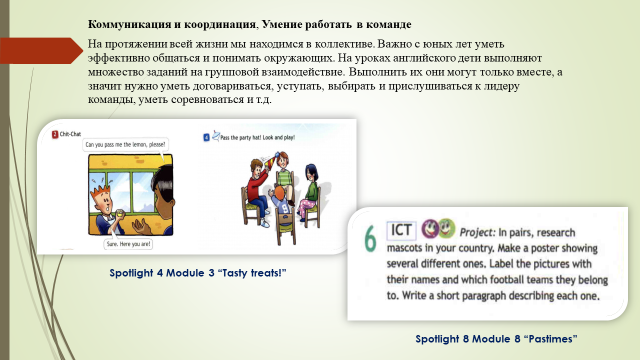 Коммуникация и координация, Умение работать в команде
На протяжении всей жизни мы находимся в коллективе. Важно с юных лет уметь
эффективно общаться и понимать окружающих. На уроках английского дети выполняют
множество заданий на групповой взаимодействие. Выполнить их они могут только вместе, а
значит нужно уметь договариваться, уступать, выбирать и прислушиваться к лидеру
команды, уметь соревноваться и т.д.
2 Chit-Chat
Can you pass me the lemon, please!
Sure. Here you are!
4 Pass the party hat! Look and play!
Spotlight 4 Module 3 “Tasty treats!”
6 ICT Project: In pairs, research
mascots in your country. Make a poster showing
several different ones. Label the pictures with
their names and which football teams they belong
to. Write a short paragraph describing each one.
Spotlight 8 Module 8 “Pastimes”